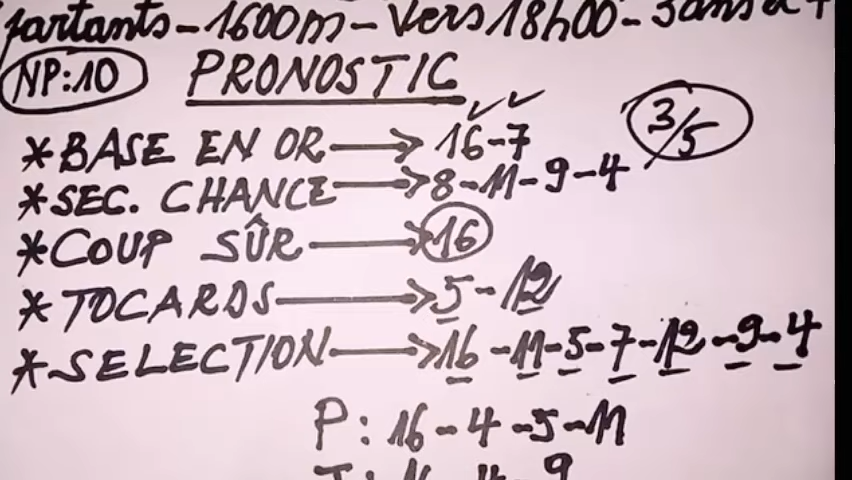 partants - 1600m - Vers 18h00 -
NP:10 PRONOSTIC
3/5
*BASE EN OR → 16-7
*SEC. CHANCE → 8-11-9-4
*COUP SÛR → 16
*TOCARDS → 5-12
*SELECTION → 16-11-5-7-12-9-4
P: 16-4-5-11